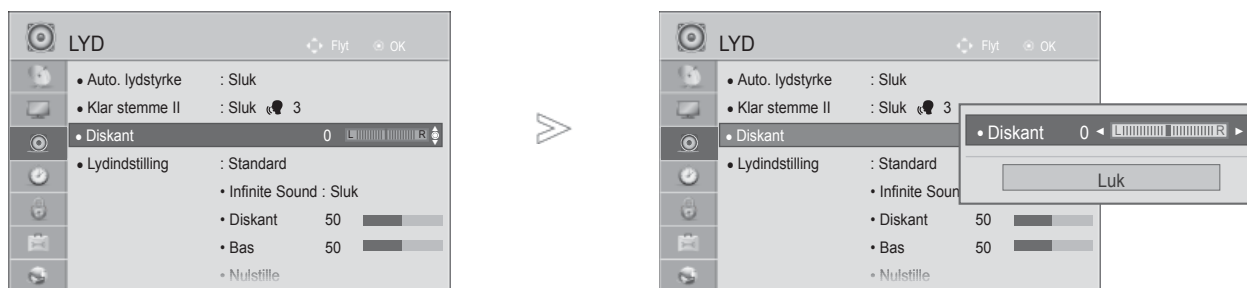 LYD
Flyt OK
• Auto. lydstyrke : Sluk
• Klar stemme II : Sluk 3
• Diskant 0 L R
• Lydindstilling : Standard
• Infinite Sound : Sluk
• Diskant 50
• Bas 50
• Nulstille
LYD
Flyt OK
• Auto. lydstyrke : Sluk
• Klar stemme II : Sluk 3
• Diskant
• Lydindstilling : Standard
• Infinite Soun
• Diskant 50
• Bas 50
• Nulstille
• Diskant 0 L R
Luk